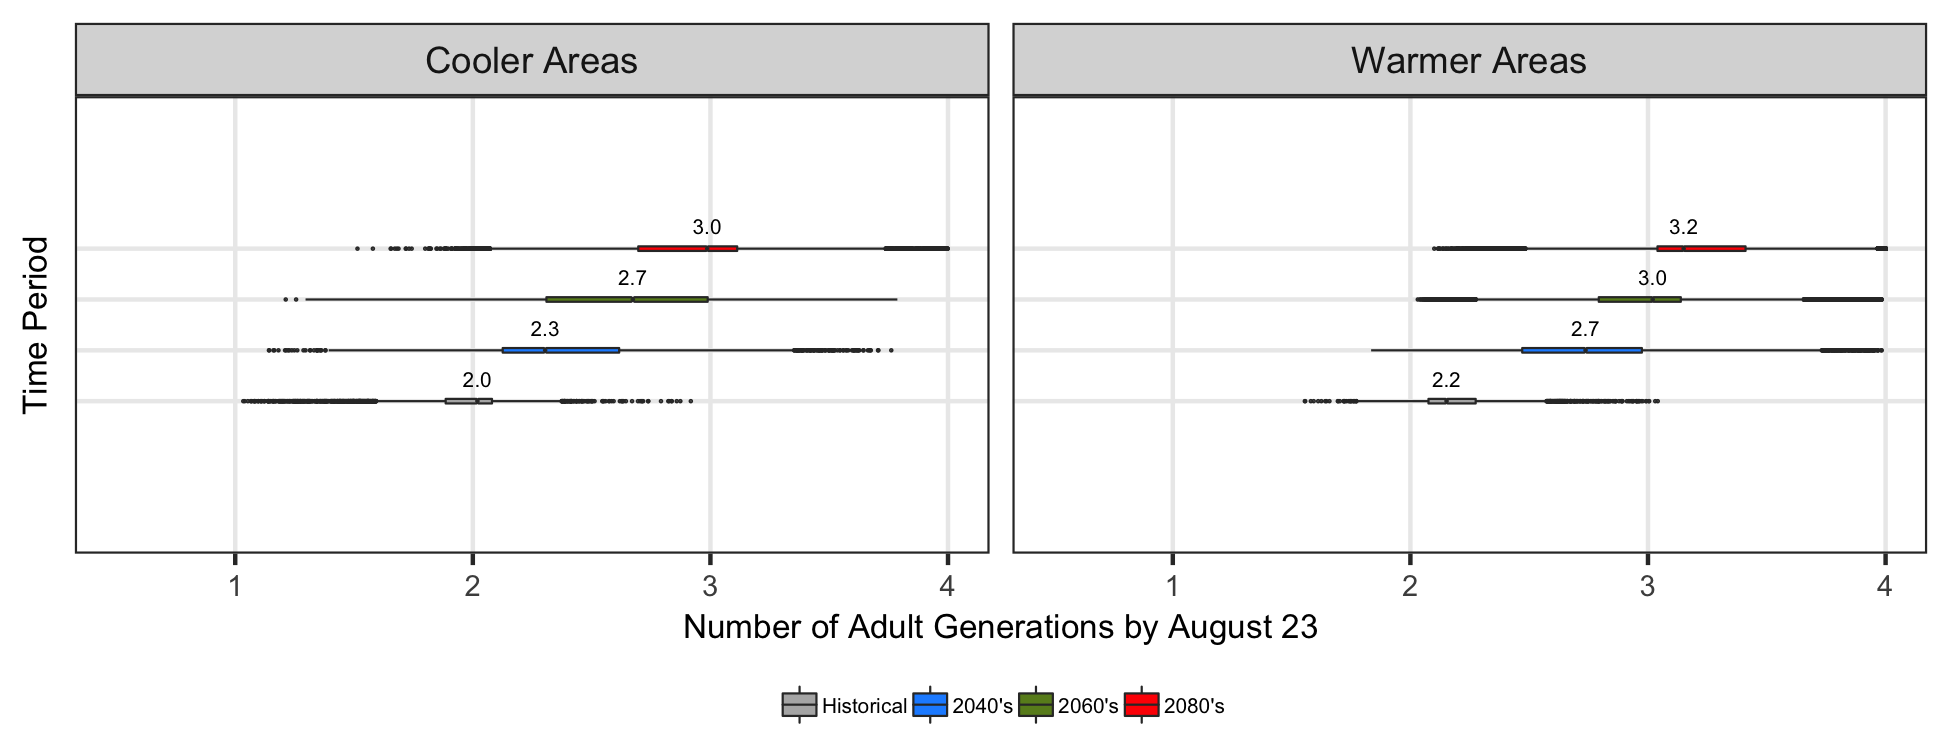 Cooler Areas
Warmer Areas
Time Period
3.0
2.7
2.3
2.0
3.2
3.0
2.7
2.2
1 2 3 4
1 2 3 4
Number of Adult Generations by August 23
Historical 2040's 2060's 2080's